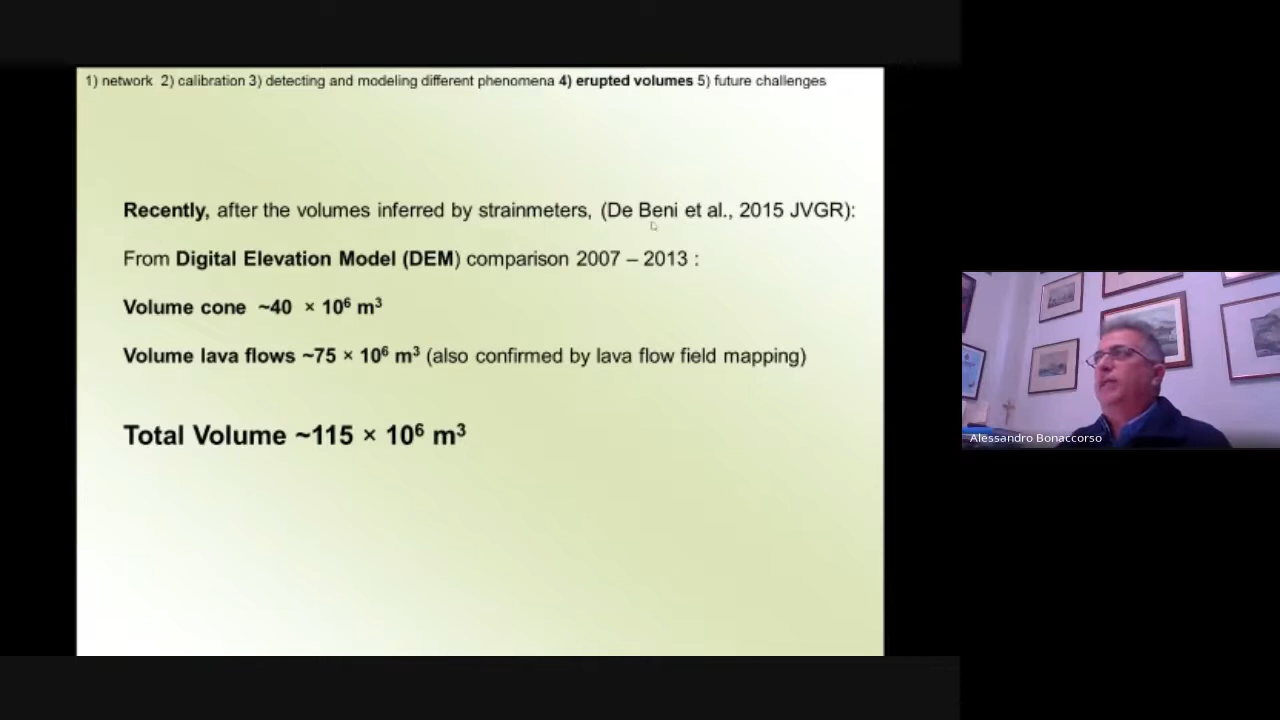 1) network 2) calibration 3) detecting and modeling different phenomena 4) erupted volumes 5) future challenges
Recently, after the volumes inferred by strainmeters, (De Beni et al., 2015 JVGR):
From Digital Elevation Model (DEM) comparison 2007 – 2013 :
Volume cone ~40 × 10⁶ m³
Volume lava flows ~75 × 10⁶ m³ (also confirmed by lava flow field mapping)
Total Volume ~115 × 10⁶ m³
Alessandro Bonaccorso